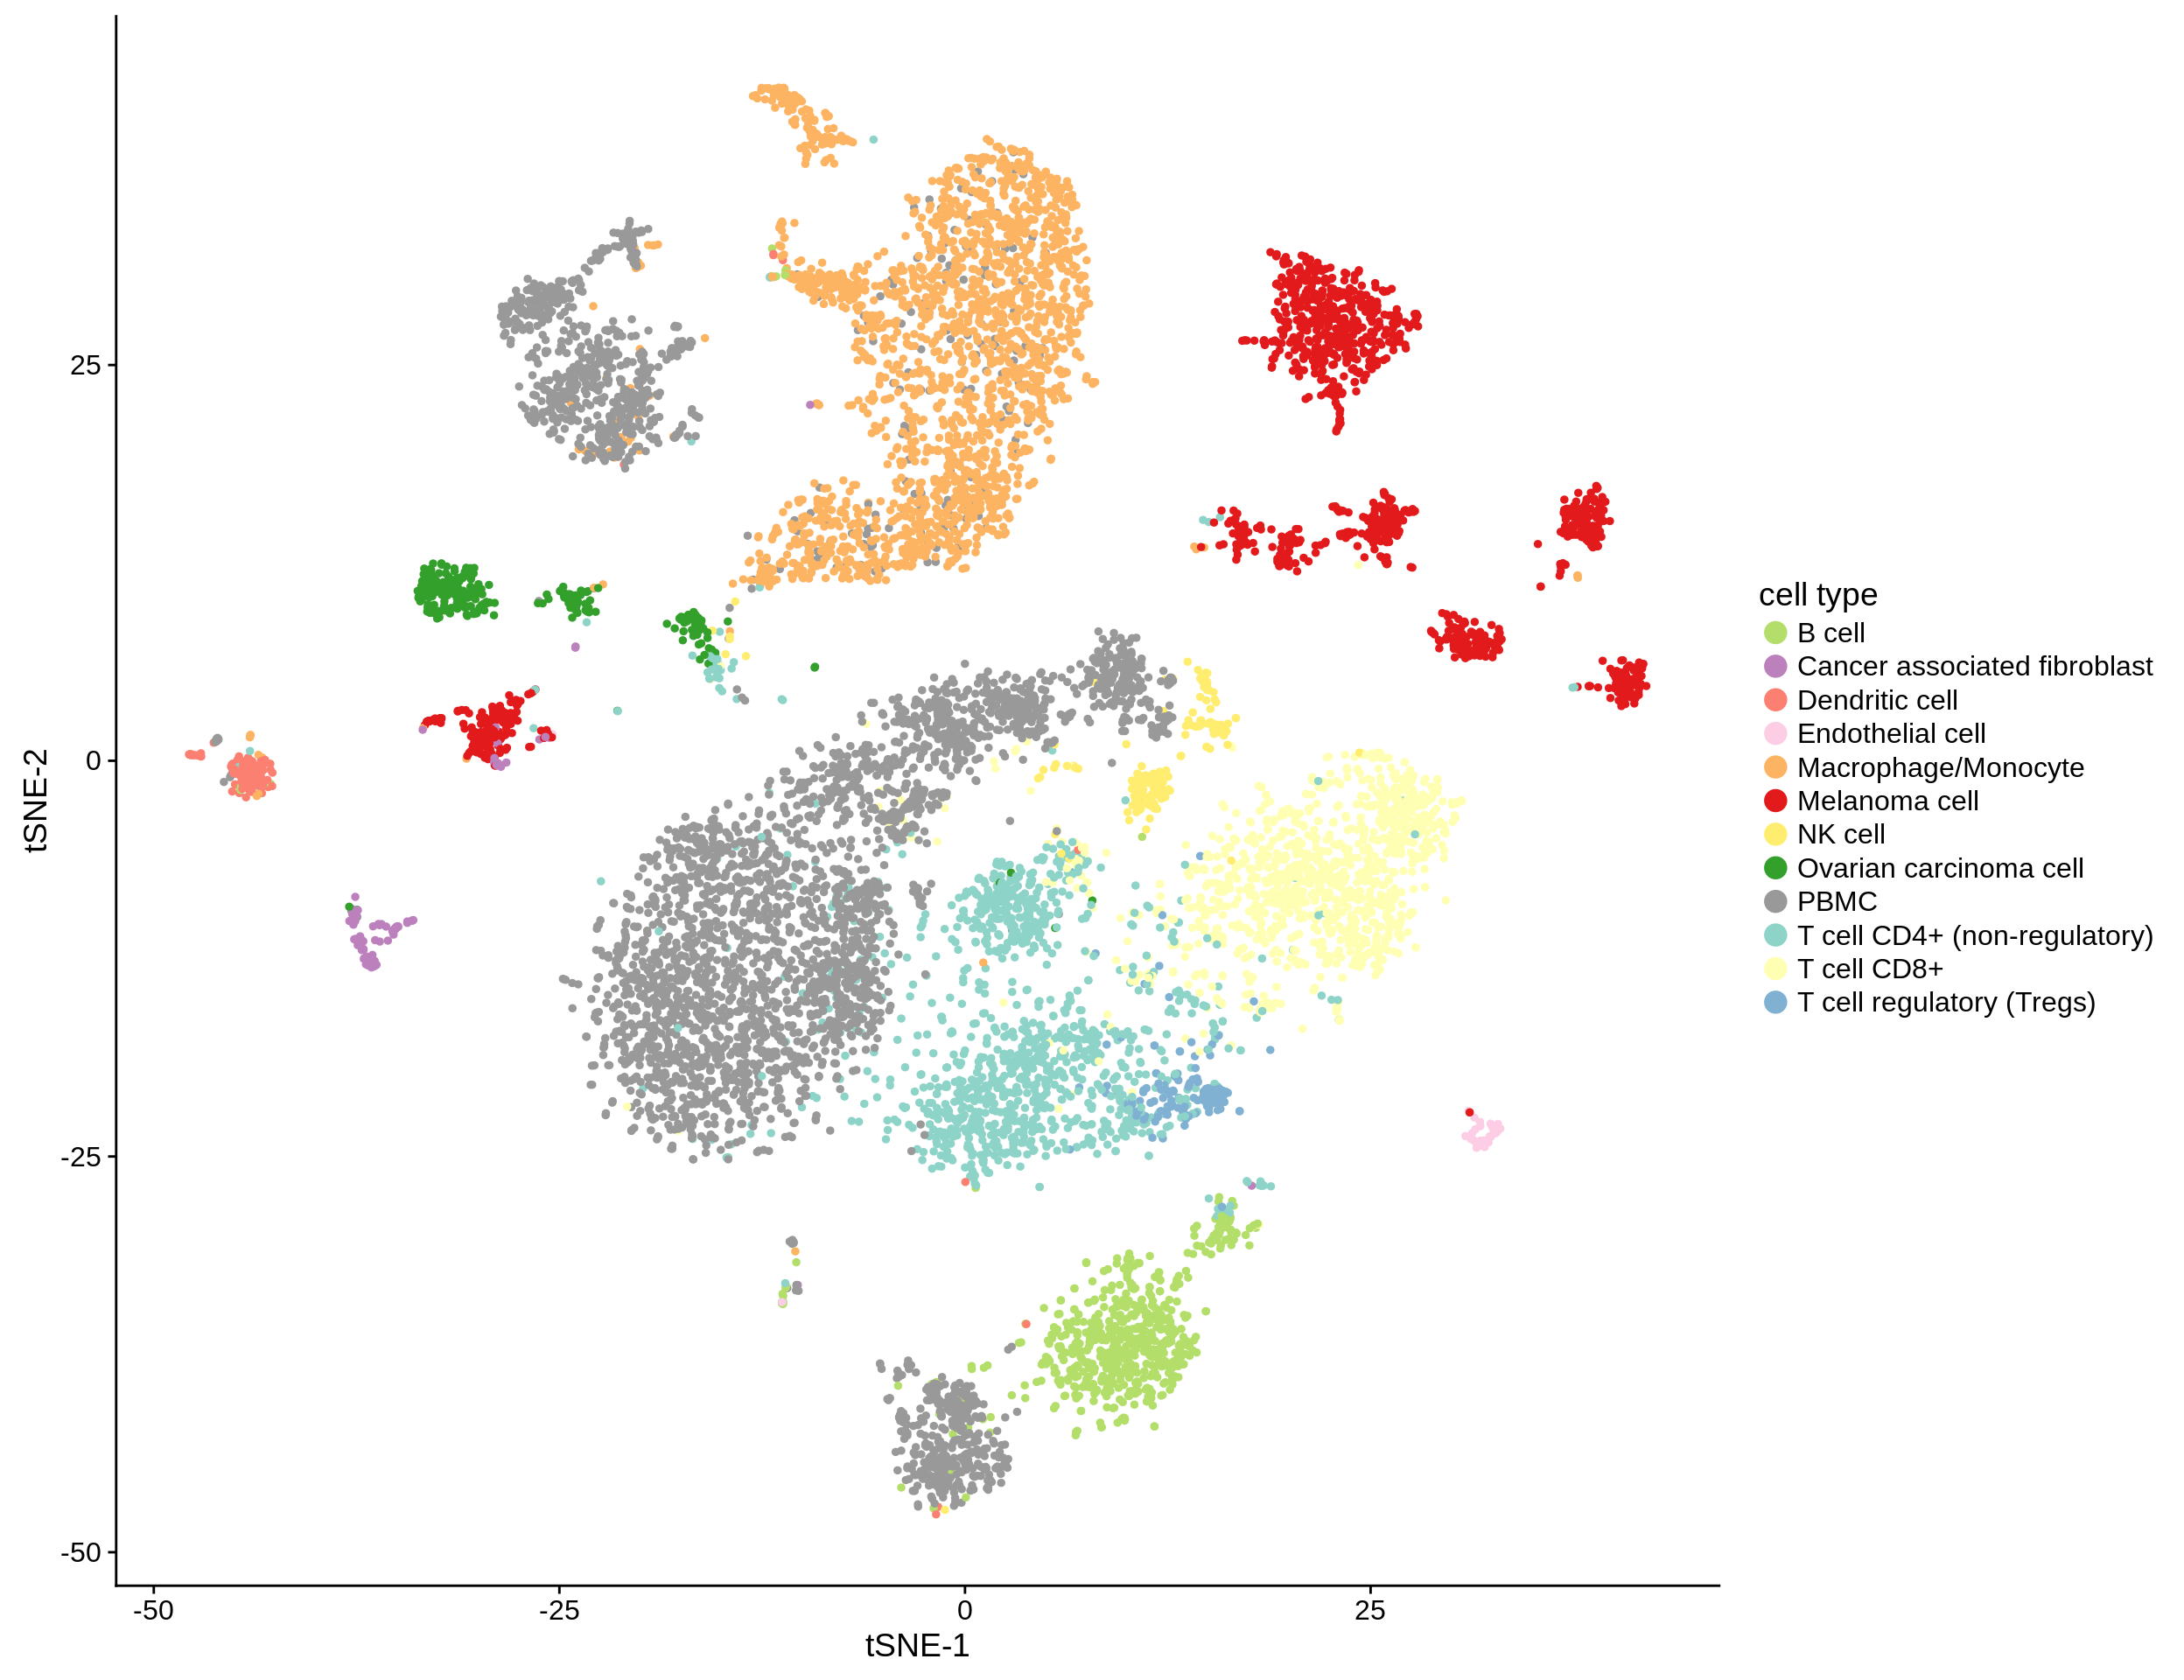 25
0
-25
-50
tSNE-2
-50
-25
0
25
tSNE-1
cell type
B cell
Cancer associated fibroblast
Dendritic cell
Endothelial cell
Macrophage/Monocyte
Melanoma cell
NK cell
Ovarian carcinoma cell
PBMC
T cell CD4+ (non-regulatory)
T cell CD8+
T cell regulatory (Tregs)